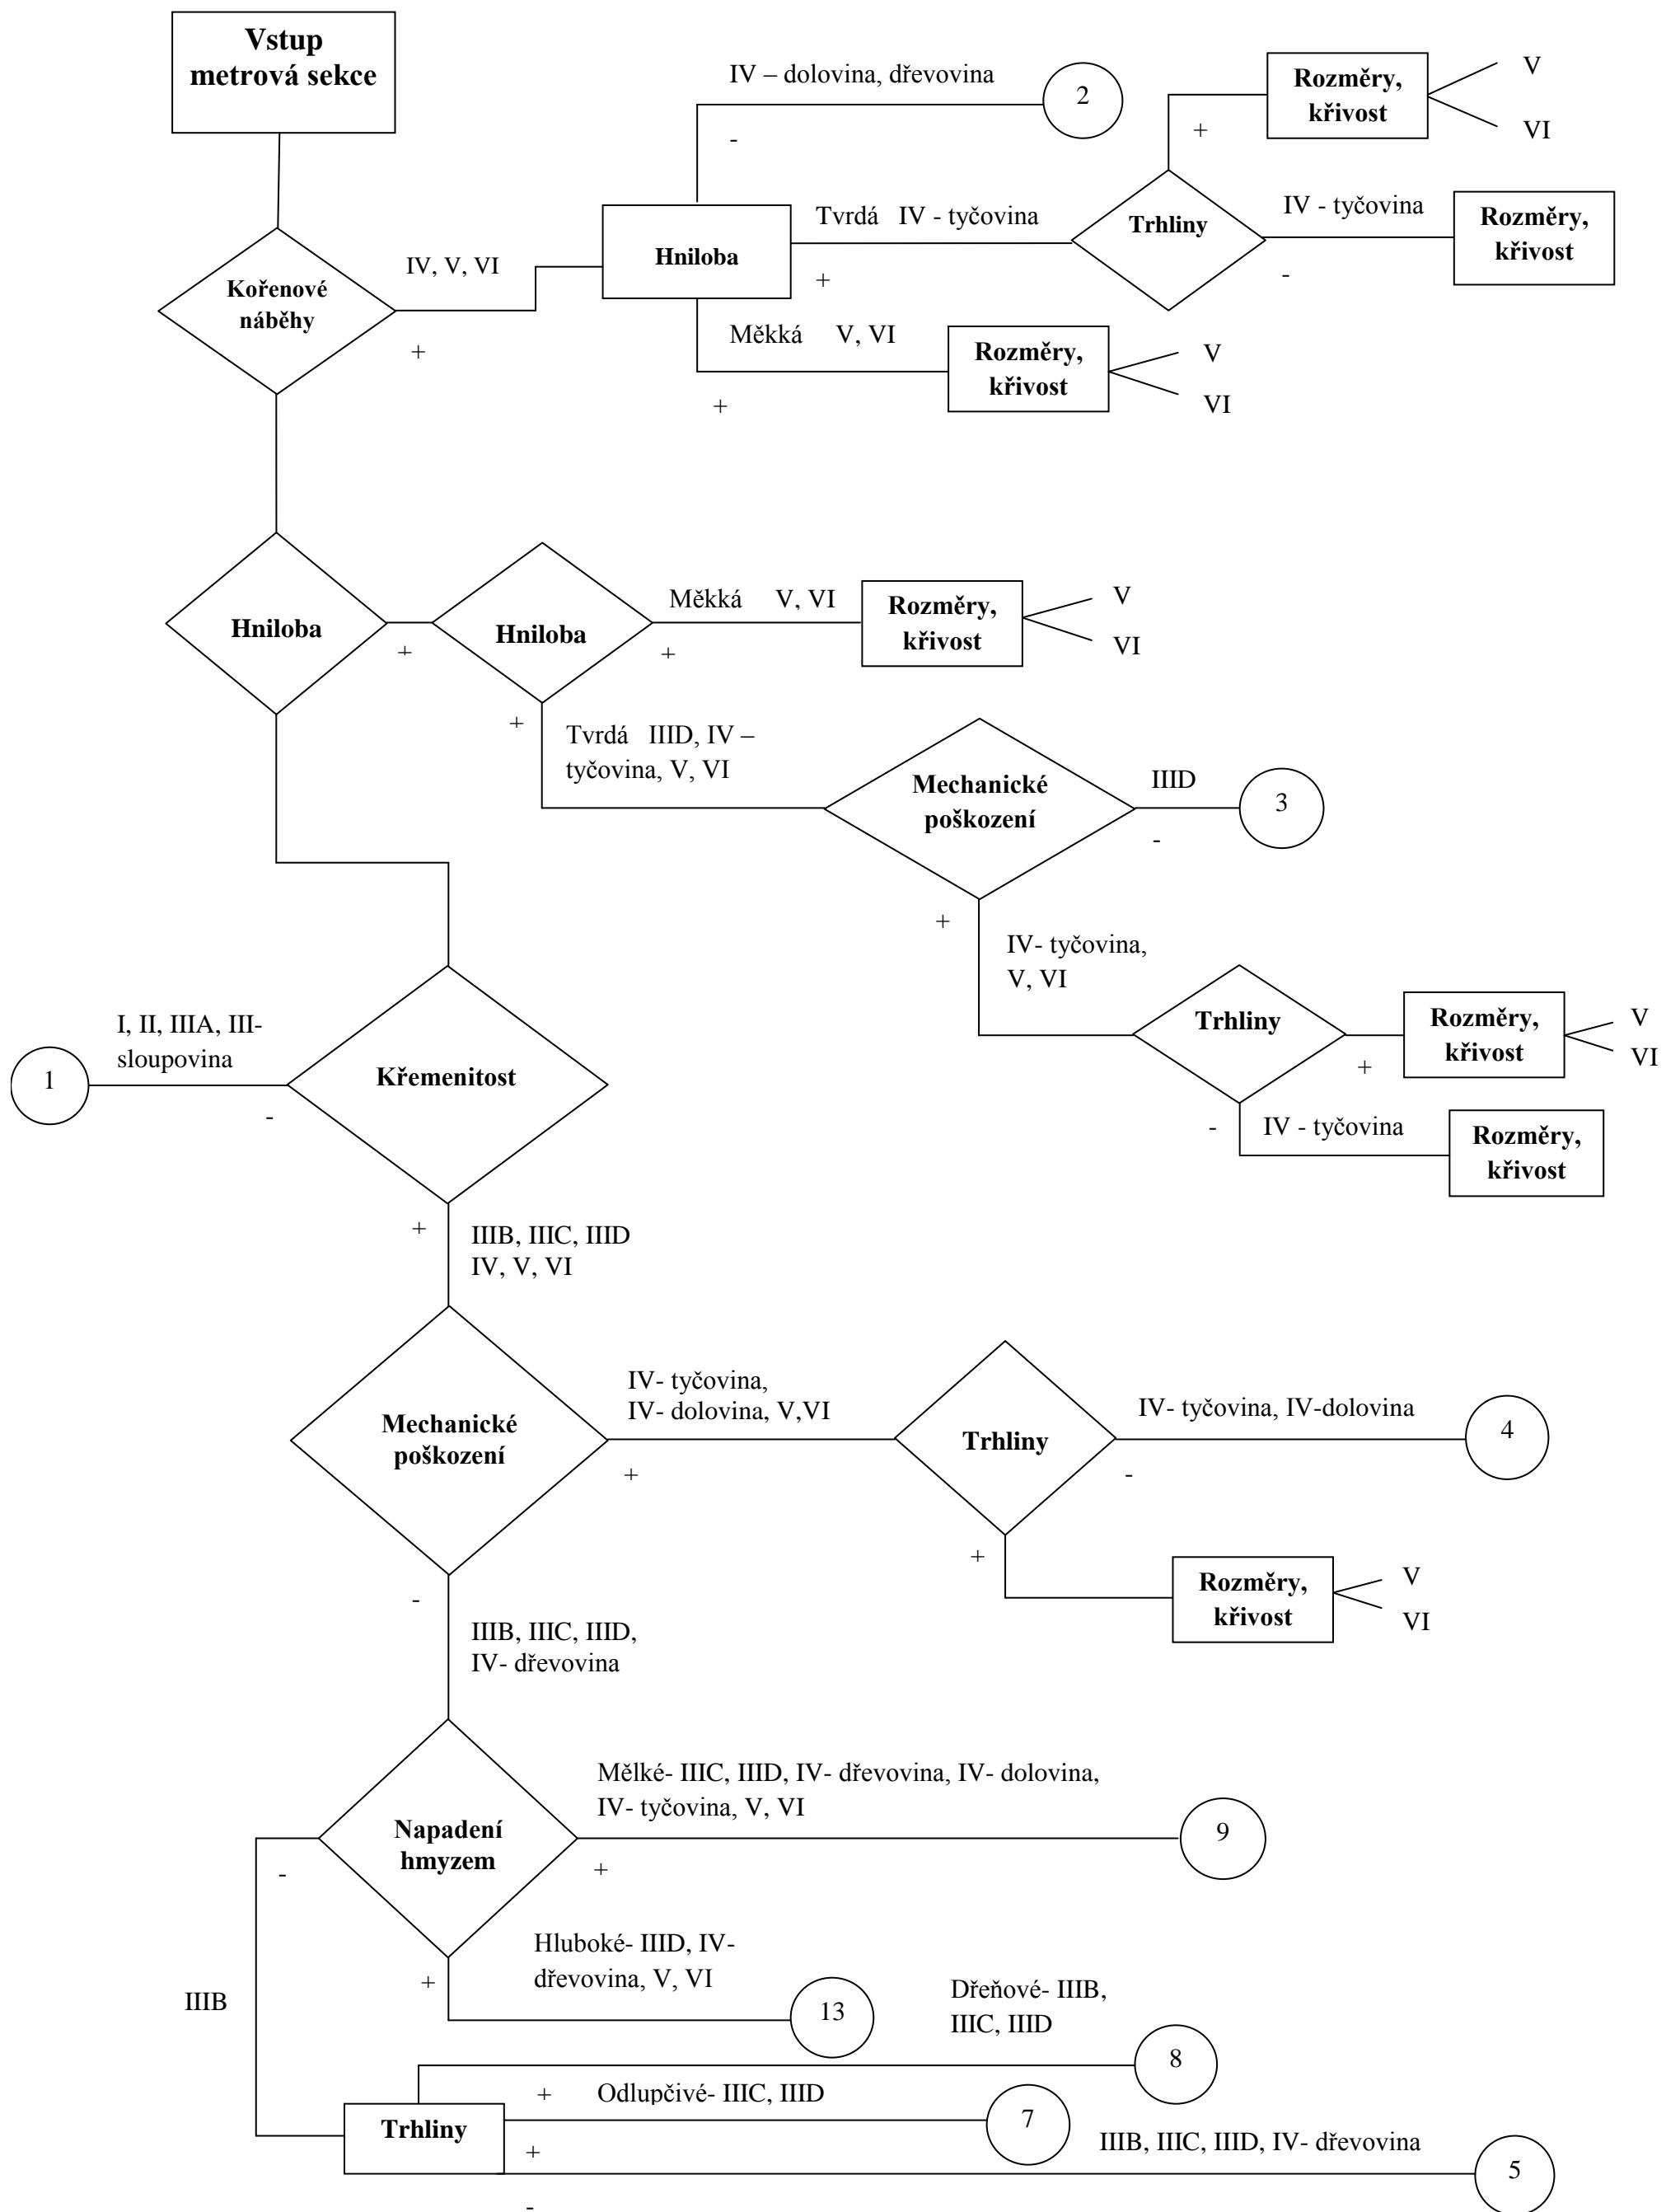 Vstup
metrová sekce
IV – dolovina, dřevovina
2
-
Rozměry,
křivost
V
VI
+
Kořenové
náběhy
IV, V, VI
+
Hniloba
Tvrdá IV - tyčovina
+
Trhliny
IV - tyčovina
-
Rozměry,
křivost
Měkká V, VI
+
Rozměry,
křivost
V
VI
Hniloba
+
Hniloba
Měkká V, VI
+
Rozměry,
křivost
V
VI
+
Tvrdá IIID, IV –
tyčovina, V, VI
Mechanické
poškození
IIID
-
3
+
IV- tyčovina,
V, VI
Trhliny
+
Rozměry,
křivost
V
VI
-
IV - tyčovina
Rozměry,
křivost
1
I, II, IIIA, III-
sloupovina
-
Křemenitost
+
IIIB, IIIC, IIID
IV, V, VI
Mechanické
poškození
IV- tyčovina,
IV- dolovina, V,VI
+
Trhliny
IV- tyčovina, IV-dolovina
-
4
+
Rozměry,
křivost
V
VI
-
IIIB, IIIC, IIID,
IV- dřevovina
Napadení
hmyzem
Mělké- IIIC, IIID, IV- dřevovina, IV- dolovina,
IV- tyčovina, V, VI
+
9
-
IIIB
+
Hluboké- IIID, IV-
dřevovina, V, VI
13
Dřeňové- IIIB,
IIIC, IIID
8
+
Odlupčivé- IIIC, IIID
7
Trhliny
+
IIIB, IIIC, IIID, IV- dřevovina
5
-